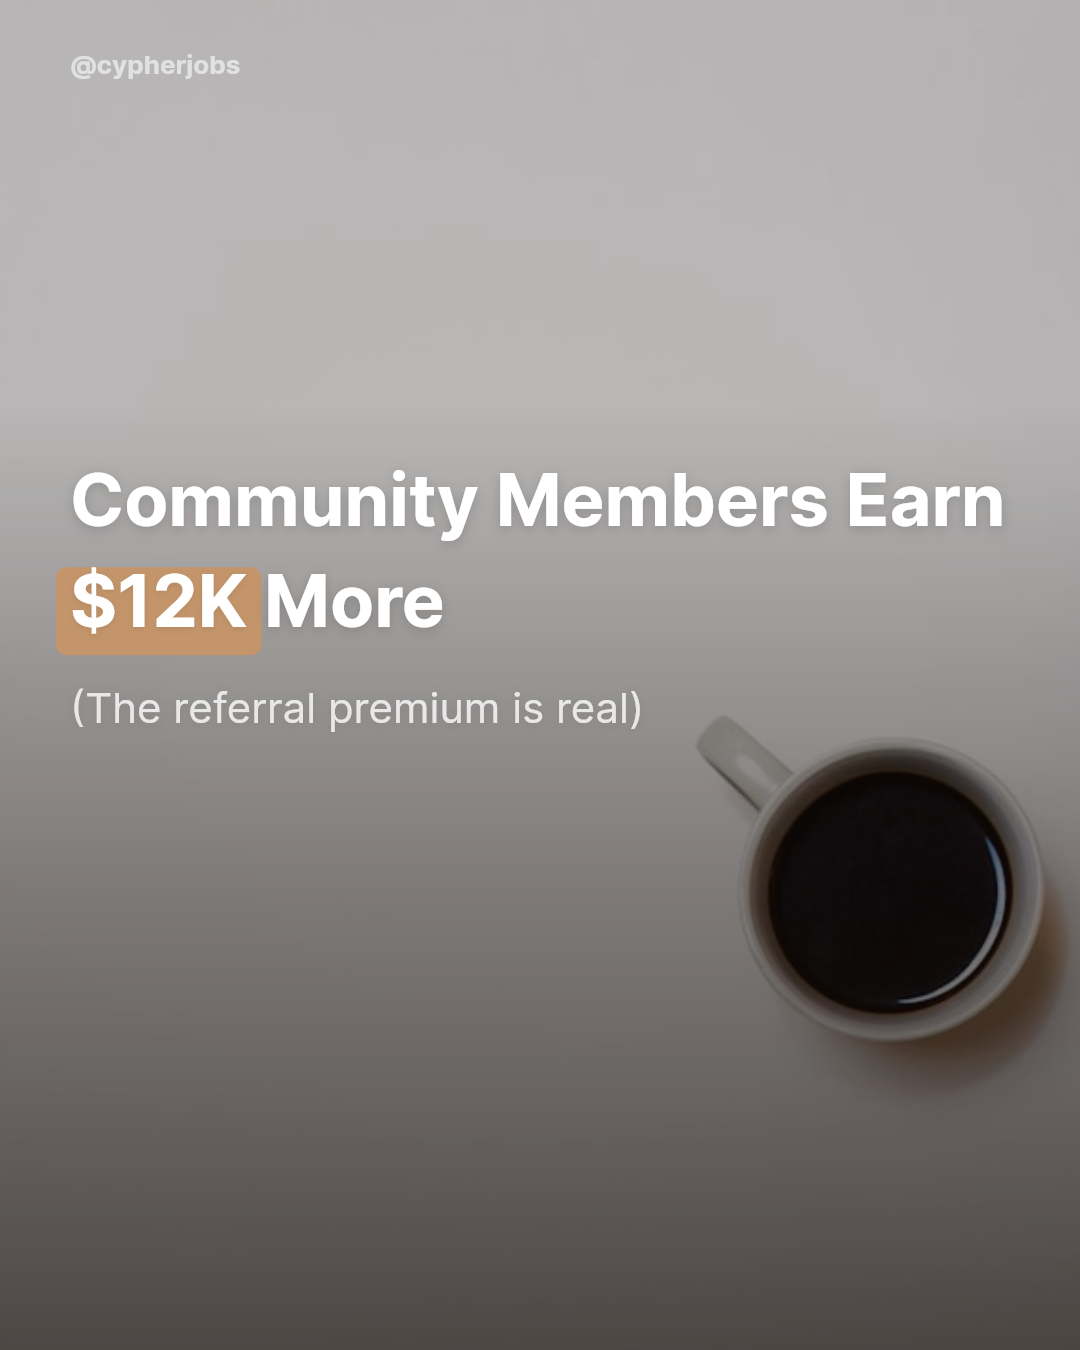 @cypherjobs
Community Members Earn
$12K More
(The referral premium is real)